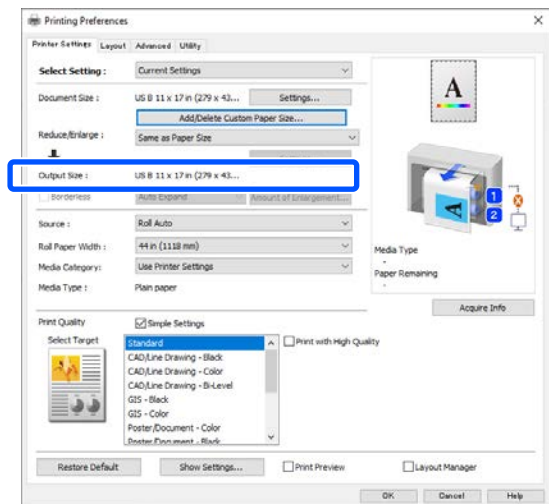 Printing Preferences
Printer Settings Layout Advanced Utility
Select Setting : Current Settings
Document Size : US B 11 x 17 in (279 x 43... Settings...
Add/Delete Custom Paper Size...
Reduce/Enlarge : Same as Paper Size
Output Size : US B 11 x 17 in (279 x 43...
Borderless Auto Expand Amount of Enlargement...
Source : Roll Auto
Roll Paper Width : 44 in (1118 mm)
Media Category: Use Printer Settings
Media Type : Plain paper
A
A
1
2
Media Type
-
Paper Remaining
-
Acquire Info
Print Quality Simple Settings
Select Target
Standard
CAD/Line Drawing - Black
CAD/Line Drawing - Color
CAD/Line Drawing - Bi-Level
GIS - Black
GIS - Color
Poster/Document - Color
Poster/Document - Black
Print with High Quality
Restore Default Show Settings... Print Preview Layout Manager
OK Cancel Help